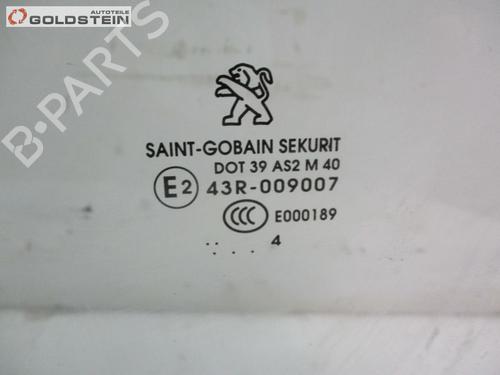 AUTOTEILE
GOLDSTEIN
B-PARTS
SAINT-GOBAIN SEKURIT
DOT 39 AS2 M 40
E2 43R-009007
CCC E000189
.. .... 4